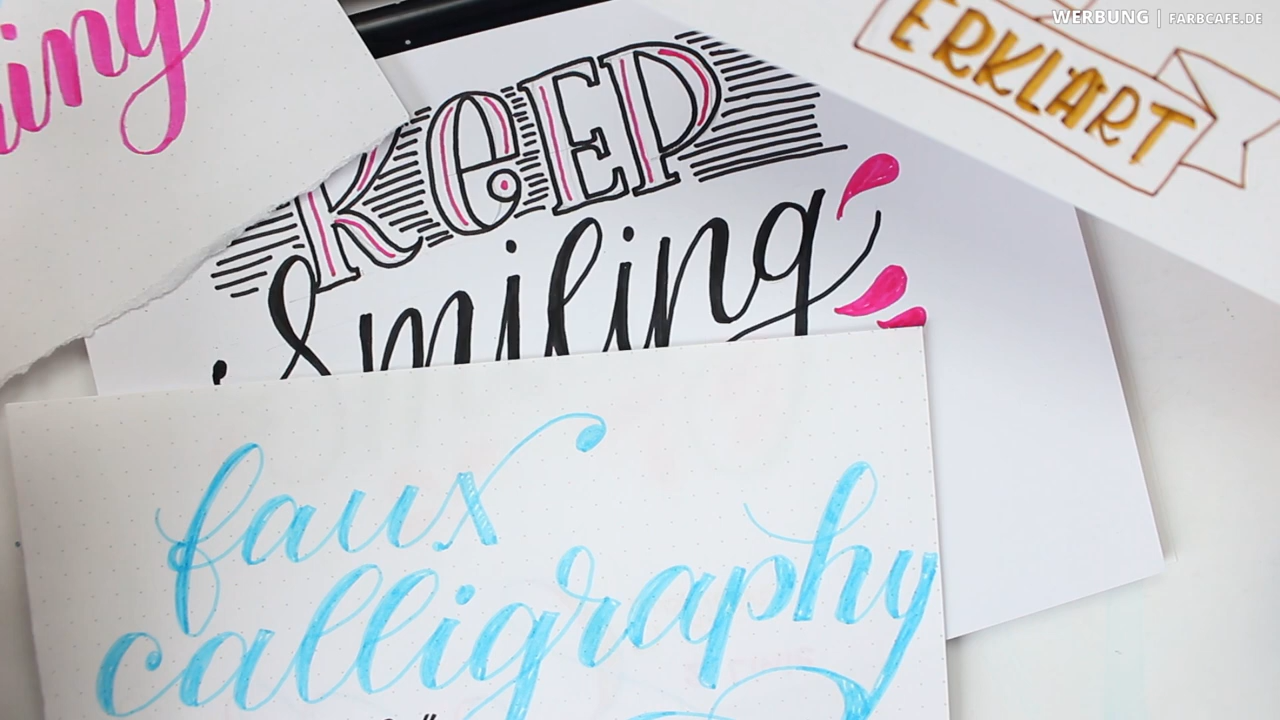 WERBUNG | FARBCAFE.DE
ing
ERKLÄRT
KEEP
Smiling
faux
calligraphy